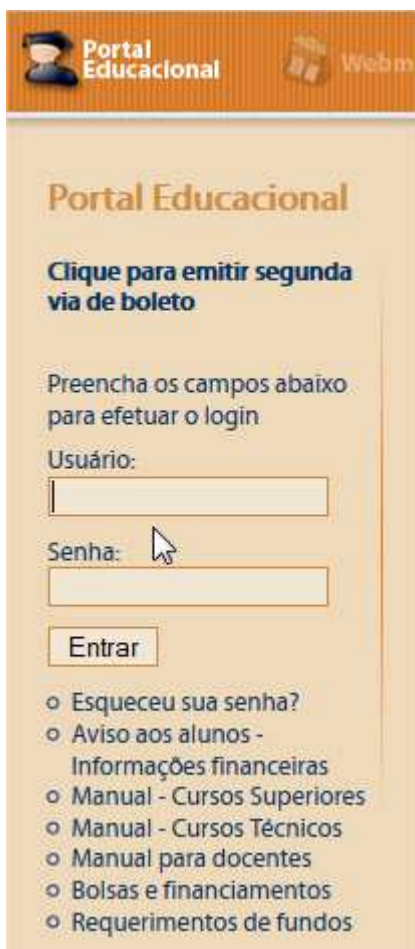 Portal
Educacional
Webm
Portal Educacional
Clique para emitir segunda
via de boleto
Preencha os campos abaixo
para efetuar o login
Usuário:
Senha:
Entrar
Esqueceu sua senha?
Aviso aos alunos -
Informações financeiras
Manual - Cursos Superiores
Manual - Cursos Técnicos
Manual para docentes
Bolsas e financiamentos
Requerimentos de fundos